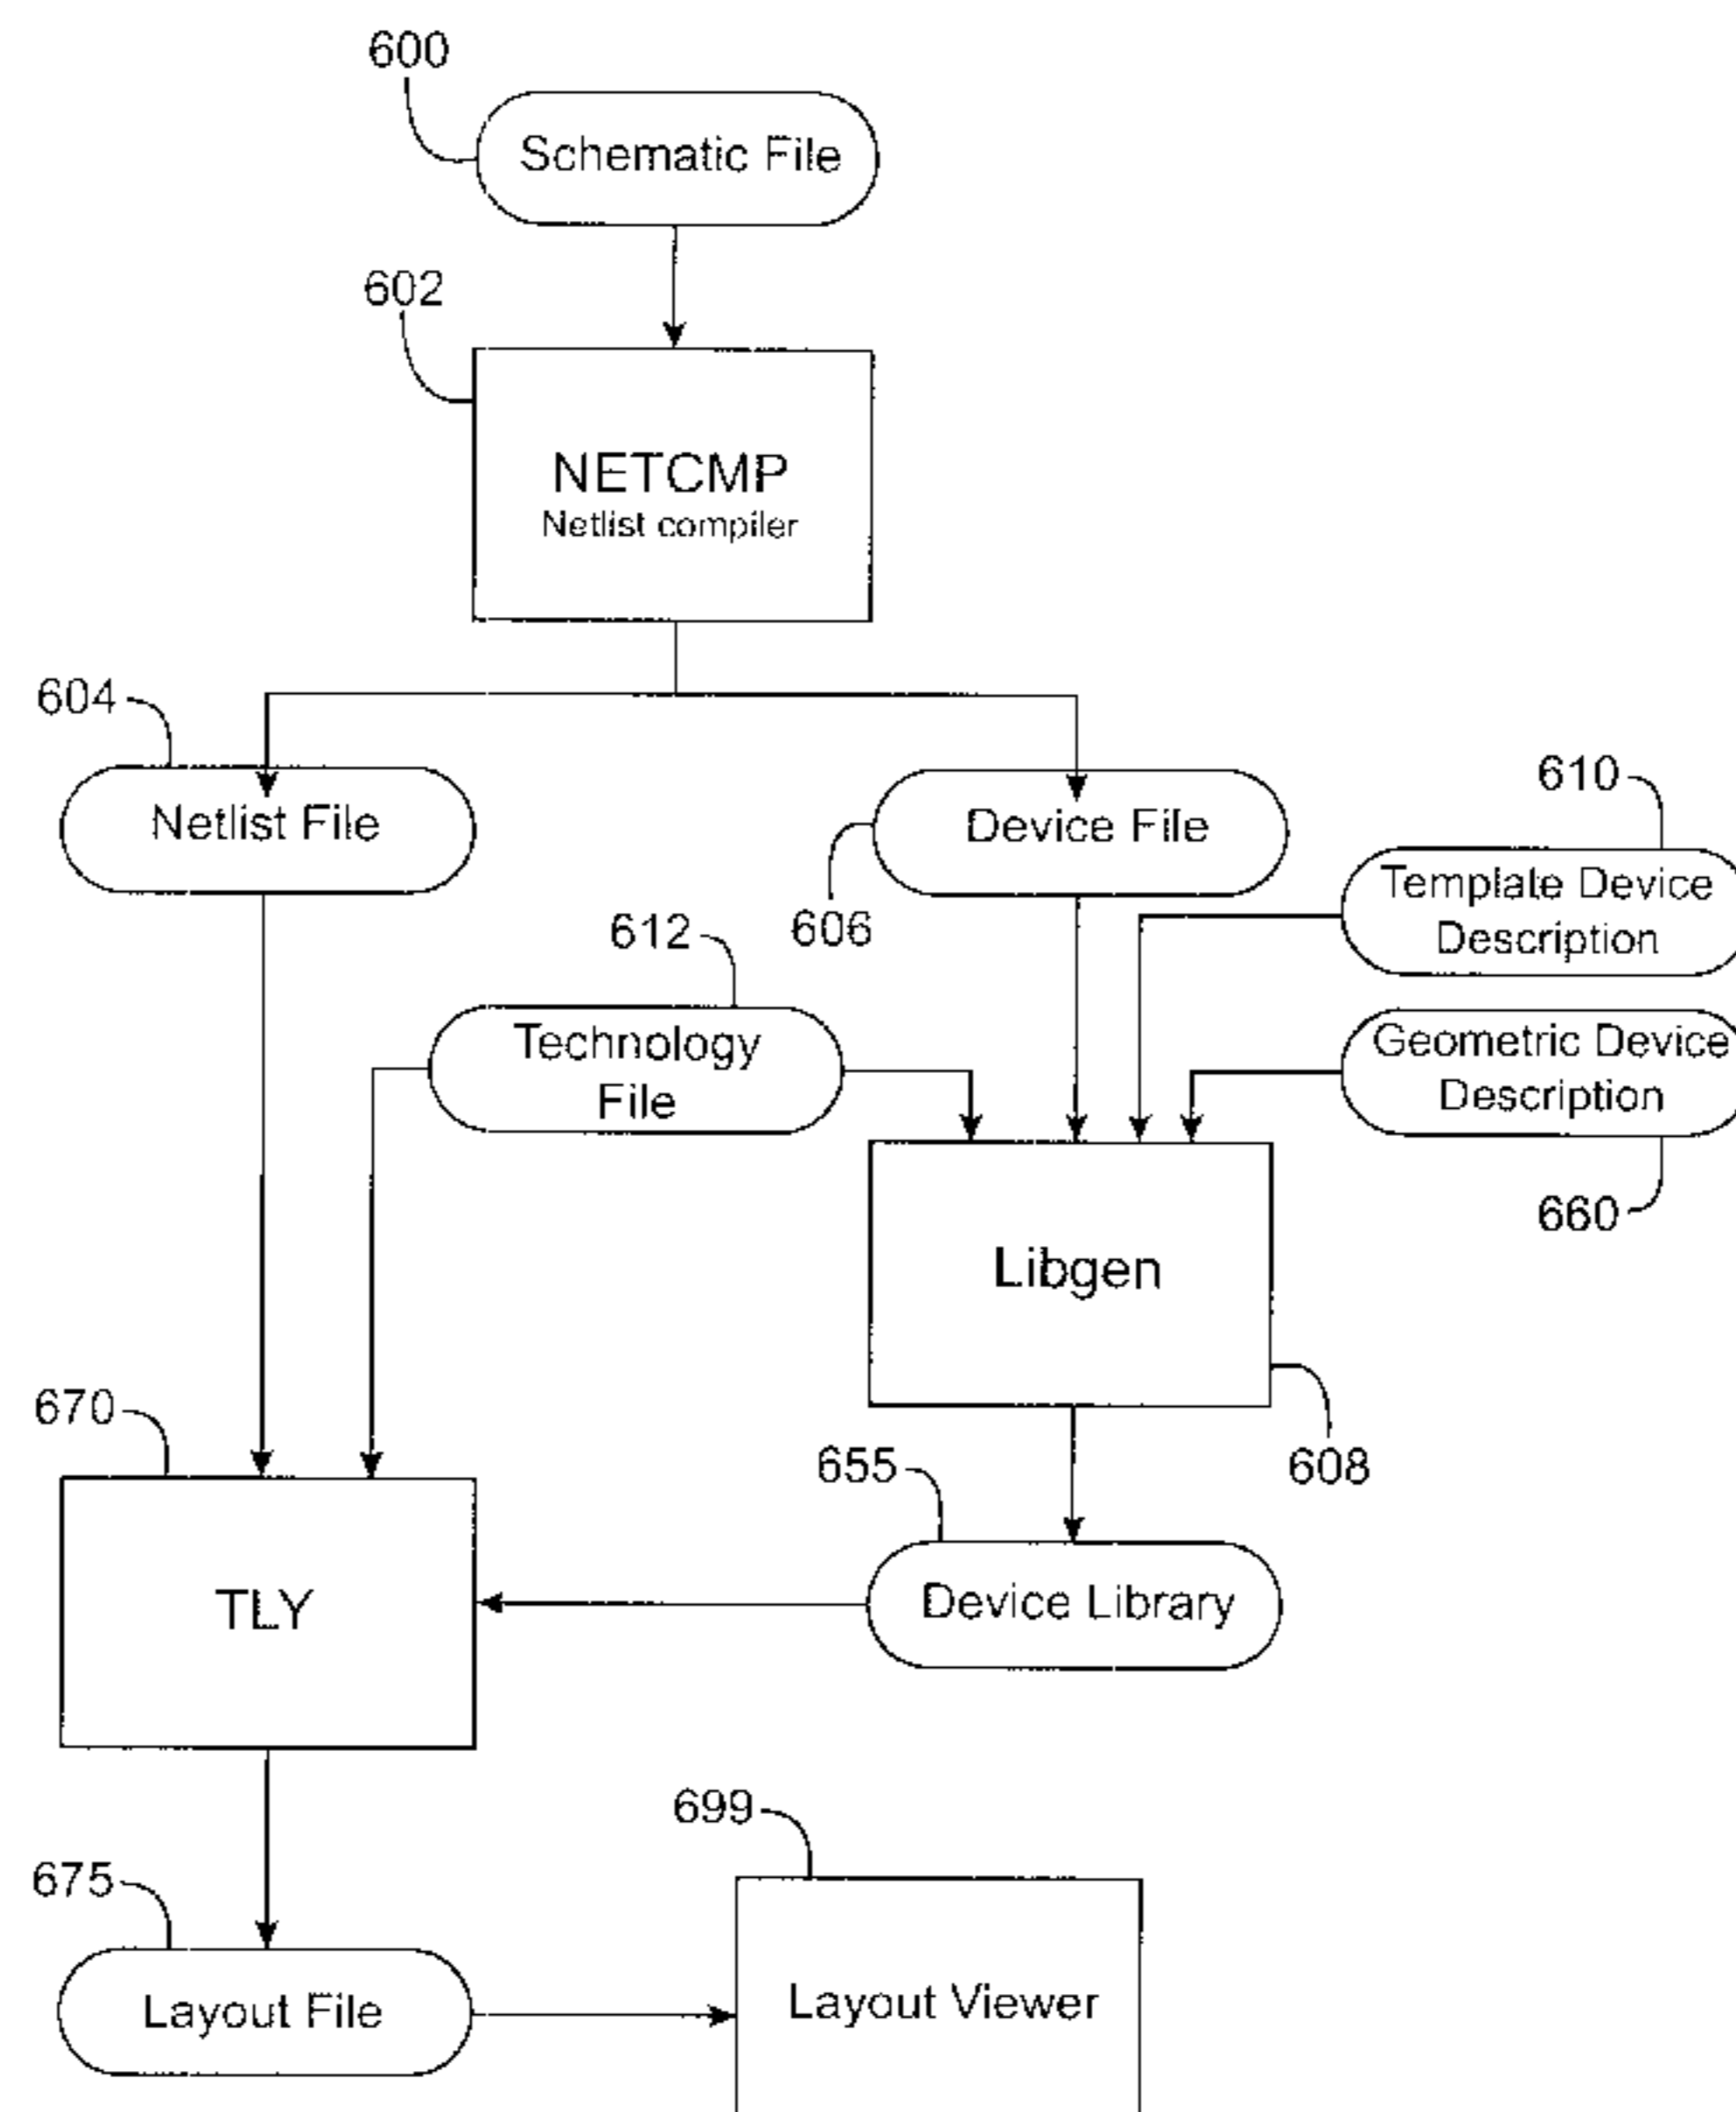 600
Schematic File
602
NETCMP
Netlist compiler
604
Netlist File
Device File
606
610
Template Device
Description
612
Technology
File
Geometric Device
Description
660
Libgen
608
670
TLY
655
Device Library
675
Layout File
699
Layout Viewer